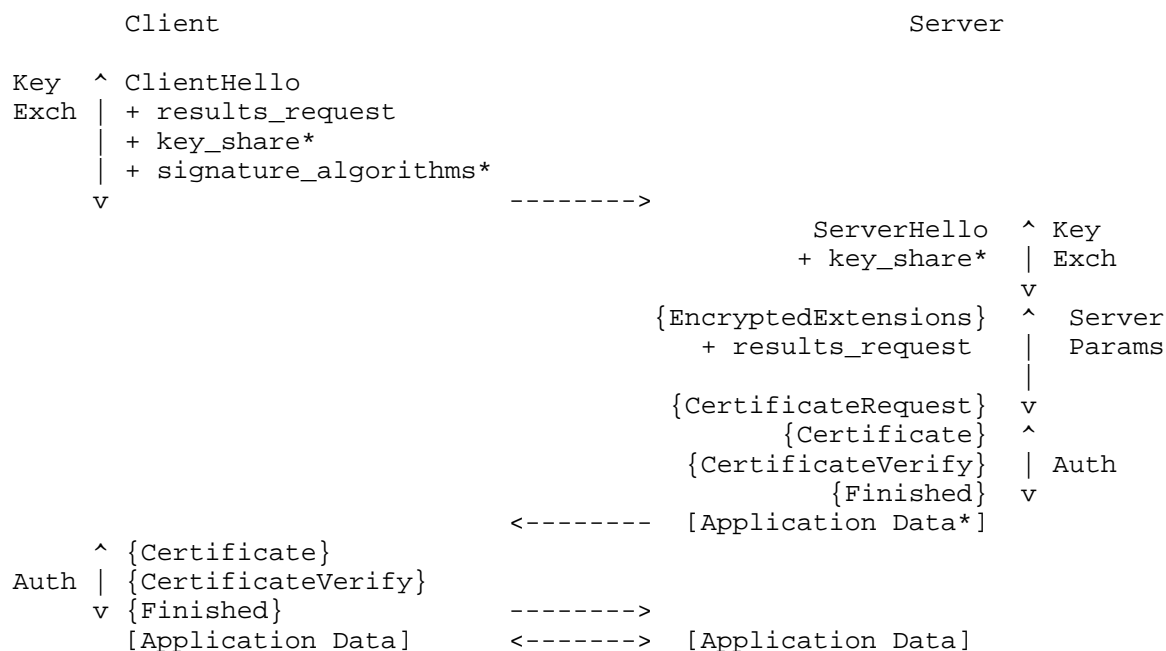 Client                                               Server

Key  ^ ClientHello
Exch | + results_request
     | + key_share*
     | + signature_algorithms*
     v                         -------->
                                                  ServerHello  ^ Key
                                                 + key_share*  | Exch
                                                               v
                                        {EncryptedExtensions}  ^  Server
                                           + results_request   |  Params
                                                               |
                                         {CertificateRequest}  v
                                                {Certificate}  ^
                                          {CertificateVerify}  | Auth
                                                   {Finished}  v
                               <--------  [Application Data*]
     ^ {Certificate}
Auth | {CertificateVerify}
     v {Finished}              -------->
       [Application Data]      <------->  [Application Data]